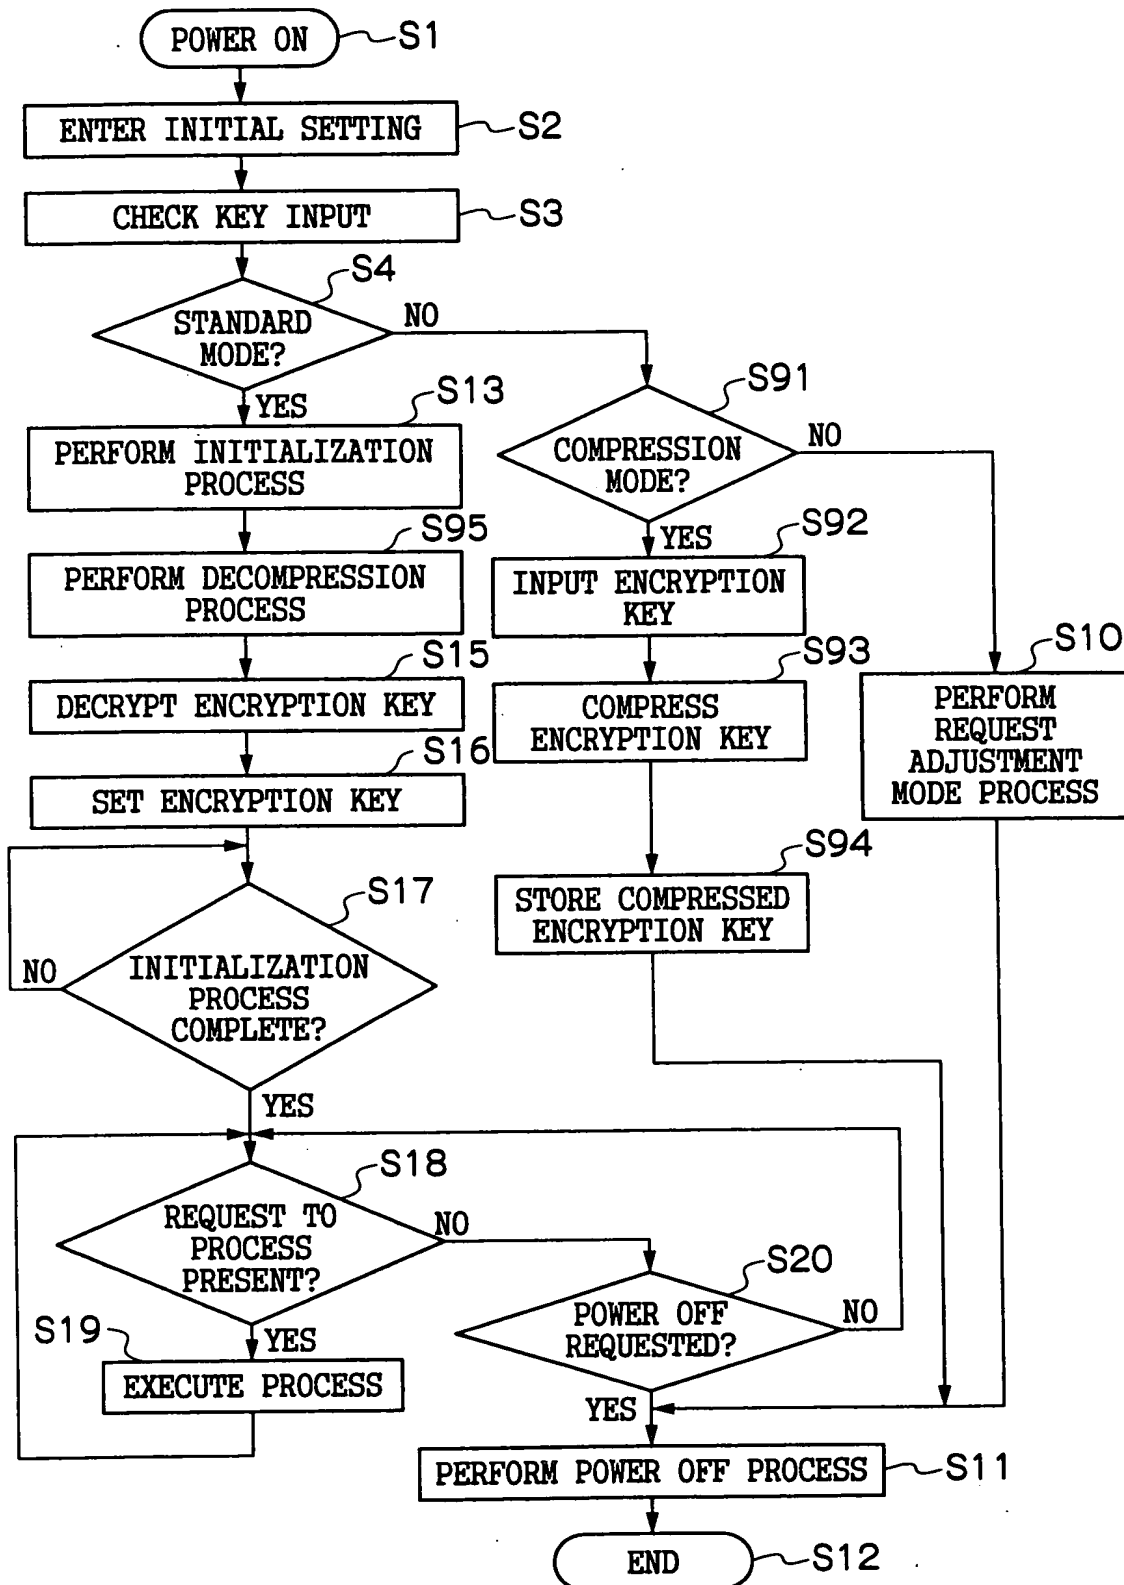 POWER ON
S1
ENTER INITIAL SETTING
S2
CHECK KEY INPUT
S3
S4
STANDARD
MODE?
NO
YES
S13
PERFORM INITIALIZATION
PROCESS
S95
PERFORM DECOMPRESSION
PROCESS
S15
DECRYPT ENCRYPTION KEY
S16
SET ENCRYPTION KEY
S17
INITIALIZATION
PROCESS
COMPLETE?
NO
YES
S91
COMPRESSION
MODE?
NO
YES
S92
INPUT ENCRYPTION
KEY
S93
COMPRESS
ENCRYPTION KEY
S94
STORE COMPRESSED
ENCRYPTION KEY
S10
PERFORM
REQUEST
ADJUSTMENT
MODE PROCESS
S18
REQUEST TO
PROCESS
PRESENT?
NO
YES
S19
EXECUTE PROCESS
S20
POWER OFF
REQUESTED?
NO
YES
PERFORM POWER OFF PROCESS
S11
END
S12